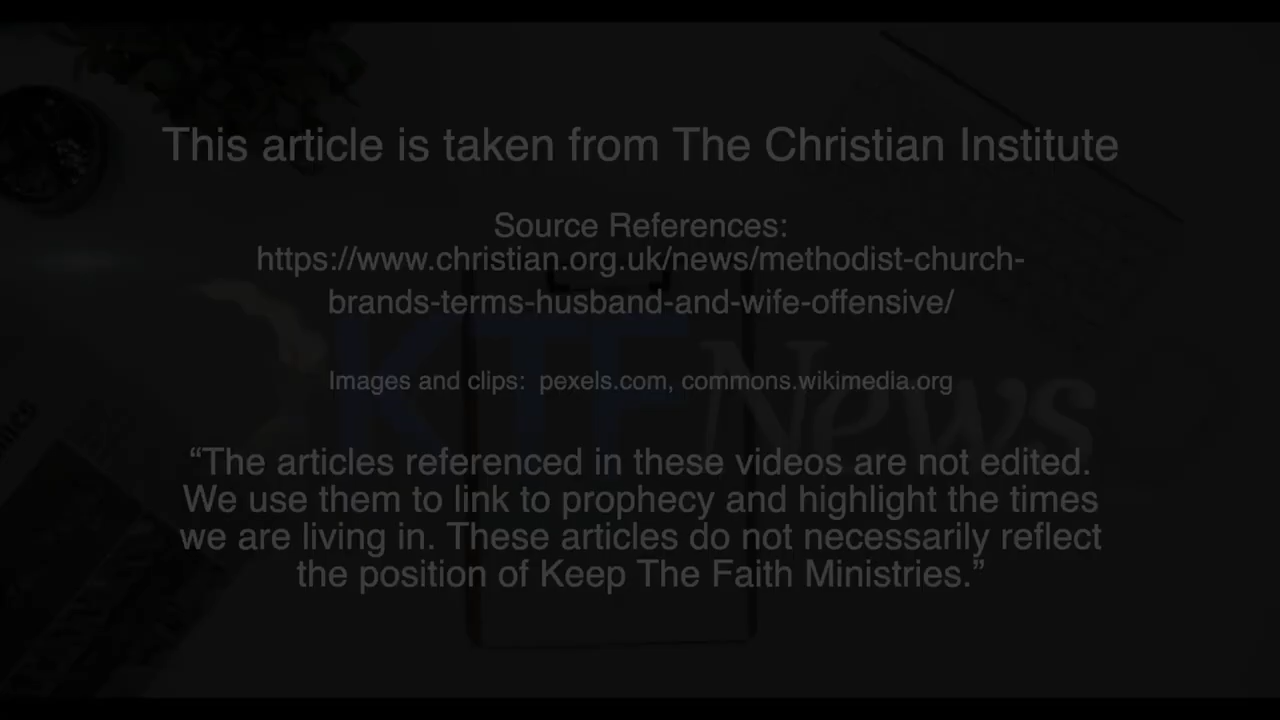 This article is taken from The Christian Institute
Source References:
https://www.christian.org.uk/news/methodist-church-
brands-terms-husband-and-wife-offensive/
KTF News
Images and clips:  pexels.com, commons.wikimedia.org
“The articles referenced in these videos are not edited.
We use them to link to prophecy and highlight the times
we are living in. These articles do not necessarily reflect
the position of Keep The Faith Ministries.”